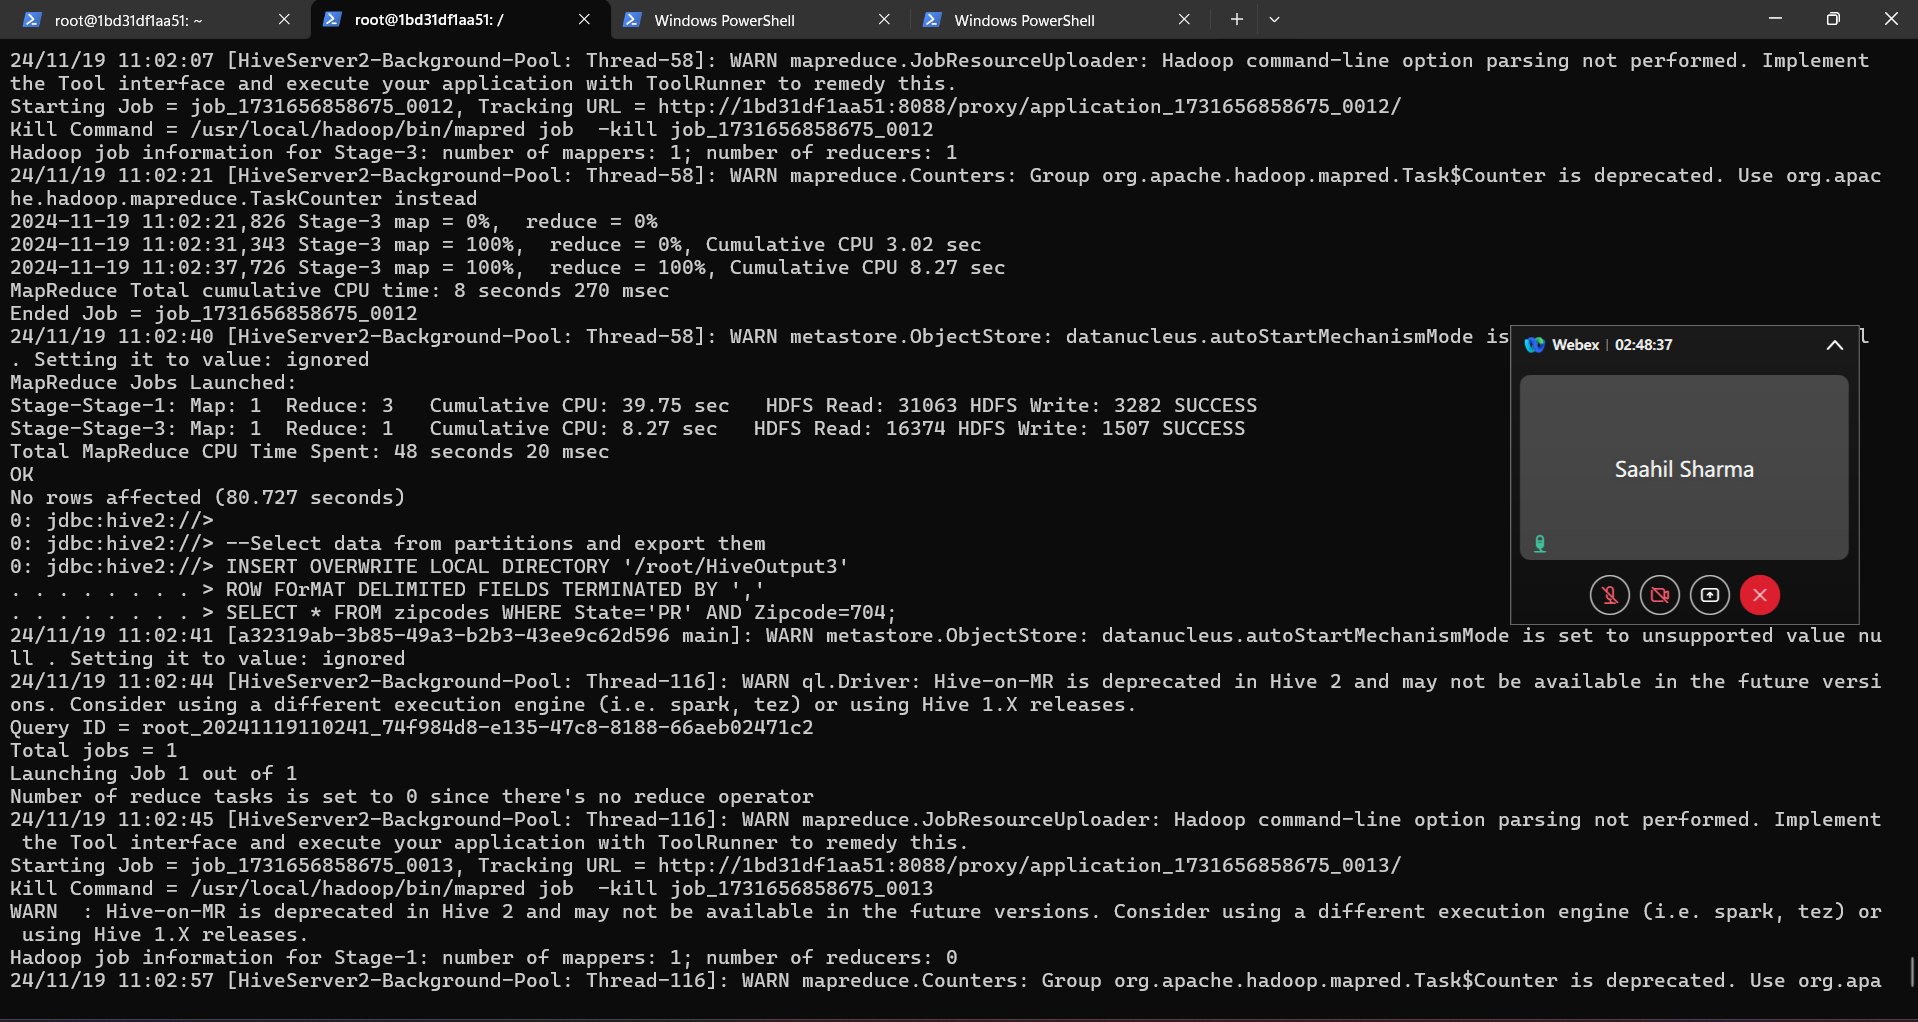 root@1bd31df1aa51: ~
root@1bd31df1aa51: /
Windows PowerShell
Windows PowerShell
24/11/19 11:02:07 [HiveServer2-Background-Pool: Thread-58]: WARN mapreduce.JobResourceUploader: Hadoop command-line option parsing not performed. Implement
the Tool interface and execute your application with ToolRunner to remedy this.
Starting Job = job_1731656858675_0012, Tracking URL = http://1bd31df1aa51:8088/proxy/application_1731656858675_0012/
Kill Command = /usr/local/hadoop/bin/mapred job  -kill job_1731656858675_0012
Hadoop job information for Stage-3: number of mappers: 1; number of reducers: 1
24/11/19 11:02:21 [HiveServer2-Background-Pool: Thread-58]: WARN mapreduce.Counters: Group org.apache.hadoop.mapred.Task$Counter is deprecated. Use org.apac
he.hadoop.mapreduce.TaskCounter instead
2024-11-19 11:02:21,826 Stage-3 map = 0%,  reduce = 0%
2024-11-19 11:02:31,343 Stage-3 map = 100%,  reduce = 0%, Cumulative CPU 3.02 sec
2024-11-19 11:02:37,726 Stage-3 map = 100%,  reduce = 100%, Cumulative CPU 8.27 sec
MapReduce Total cumulative CPU time: 8 seconds 270 msec
Ended Job = job_1731656858675_0012
24/11/19 11:02:40 [HiveServer2-Background-Pool: Thread-58]: WARN metastore.ObjectStore: datanucleus.autoStartMechanismMode is l
. Setting it to value: ignored
MapReduce Jobs Launched:
Stage-Stage-1: Map: 1  Reduce: 3   Cumulative CPU: 39.75 sec   HDFS Read: 31063 HDFS Write: 3282 SUCCESS
Stage-Stage-3: Map: 1  Reduce: 1   Cumulative CPU: 8.27 sec   HDFS Read: 16374 HDFS Write: 1507 SUCCESS
Total MapReduce CPU Time Spent: 48 seconds 20 msec
OK
No rows affected (80.727 seconds)
0: jdbc:hive2://>
0: jdbc:hive2://> --Select data from partitions and export them
0: jdbc:hive2://> INSERT OVERWRITE LOCAL DIRECTORY '/root/HiveOutput3'
. . . . . . . . > ROW FOrMAT DELIMITED FIELDS TERMINATED BY ','
. . . . . . . . > SELECT * FROM zipcodes WHERE State='PR' AND Zipcode=704;
24/11/19 11:02:41 [a32319ab-3b85-49a3-b2b3-43ee9c62d596 main]: WARN metastore.ObjectStore: datanucleus.autoStartMechanismMode is set to unsupported value nu
ll . Setting it to value: ignored
24/11/19 11:02:44 [HiveServer2-Background-Pool: Thread-116]: WARN ql.Driver: Hive-on-MR is deprecated in Hive 2 and may not be available in the future versi
ons. Consider using a different execution engine (i.e. spark, tez) or using Hive 1.X releases.
Query ID = root_20241119110241_74f984d8-e135-47c8-8188-66aeb02471c2
Total jobs = 1
Launching Job 1 out of 1
Number of reduce tasks is set to 0 since there's no reduce operator
24/11/19 11:02:45 [HiveServer2-Background-Pool: Thread-116]: WARN mapreduce.JobResourceUploader: Hadoop command-line option parsing not performed. Implement
 the Tool interface and execute your application with ToolRunner to remedy this.
Starting Job = job_1731656858675_0013, Tracking URL = http://1bd31df1aa51:8088/proxy/application_1731656858675_0013/
Kill Command = /usr/local/hadoop/bin/mapred job  -kill job_1731656858675_0013
WARN  : Hive-on-MR is deprecated in Hive 2 and may not be available in the future versions. Consider using a different execution engine (i.e. spark, tez) or
 using Hive 1.X releases.
Hadoop job information for Stage-1: number of mappers: 1; number of reducers: 0
24/11/19 11:02:57 [HiveServer2-Background-Pool: Thread-116]: WARN mapreduce.Counters: Group org.apache.hadoop.mapred.Task$Counter is deprecated. Use org.apa
Webex | 02:48:37
Saahil Sharma